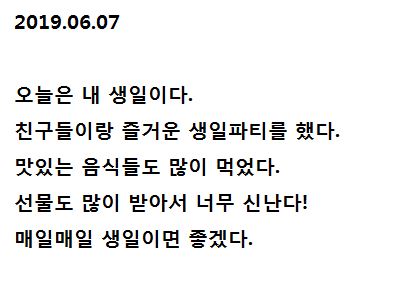 2019.06.07
오늘은 내 생일이다.
친구들이랑 즐거운 생일파티를 했다.
맛있는 음식들도 많이 먹었다.
선물도 많이 받아서 너무 신난다!
매일매일 생일이면 좋겠다.